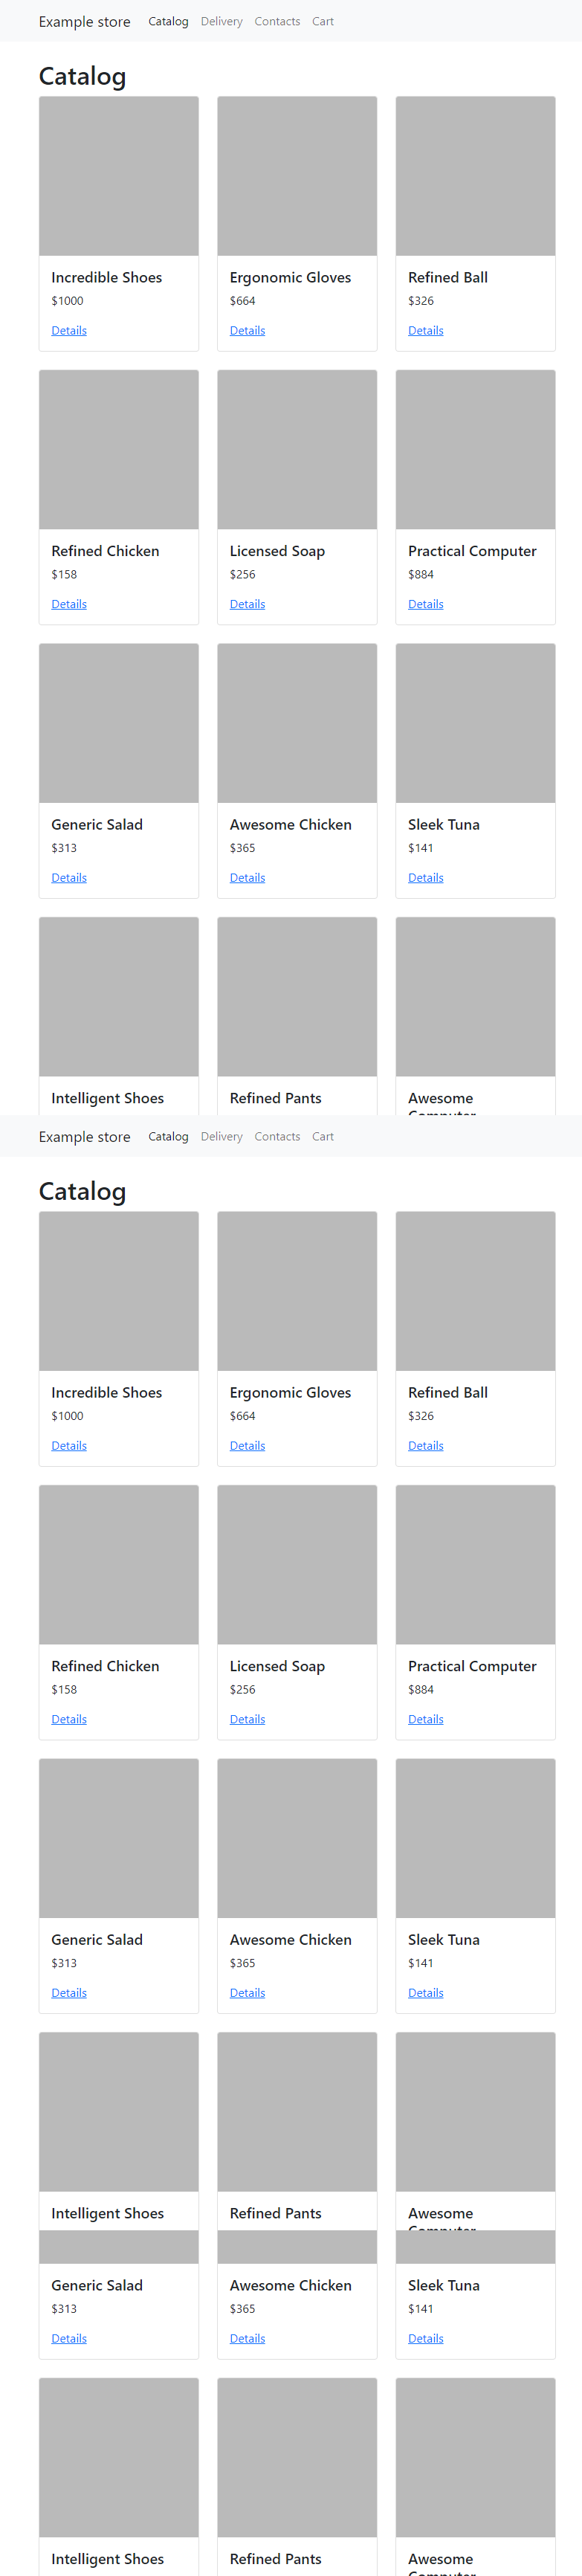 Example store Catalog Delivery Contacts Cart
Catalog
Incredible Shoes Ergonomic Gloves Refined Ball
$1000 $664 $326
Details Details Details
Refined Chicken Licensed Soap Practical Computer
$158 $256 $884
Details Details Details
Generic Salad Awesome Chicken Sleek Tuna
$313 $365 $141
Details Details Details
Intelligent Shoes Refined Pants Awesome
Computer
Example store Catalog Delivery Contacts Cart
Catalog
Incredible Shoes Ergonomic Gloves Refined Ball
$1000 $664 $326
Details Details Details
Refined Chicken Licensed Soap Practical Computer
$158 $256 $884
Details Details Details
Generic Salad Awesome Chicken Sleek Tuna
$313 $365 $141
Details Details Details
Intelligent Shoes Refined Pants Awesome
Computer
Generic Salad Awesome Chicken Sleek Tuna
$313 $365 $141
Details Details Details
Intelligent Shoes Refined Pants Awesome
Computer